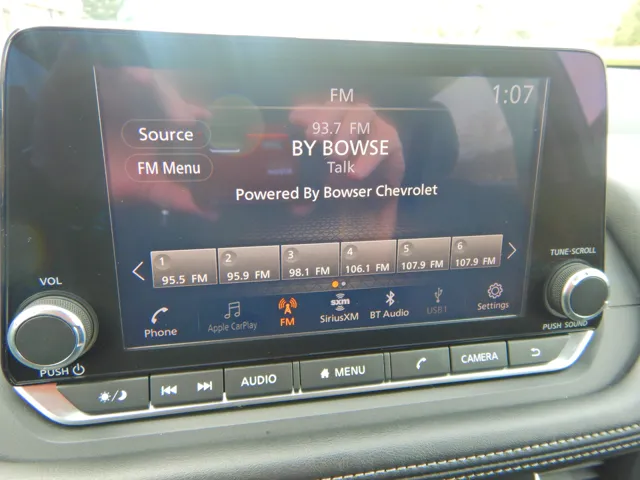 FM
1:07
Source
93.7 FM
BY BOWSE
FM Menu
Talk
Powered By Bowser Chevrolet
1 2 3 4 5 6
95.5 FM 95.9 FM 98.1 FM 106.1 FM 107.9 FM 107.9 FM
VOL
TUNE·SCROLL
Phone
Apple CarPlay
FM
sxm
SiriusXM
BT Audio
USB1
Settings
PUSH
PUSH SOUND
AUDIO
MENU
CAMERA